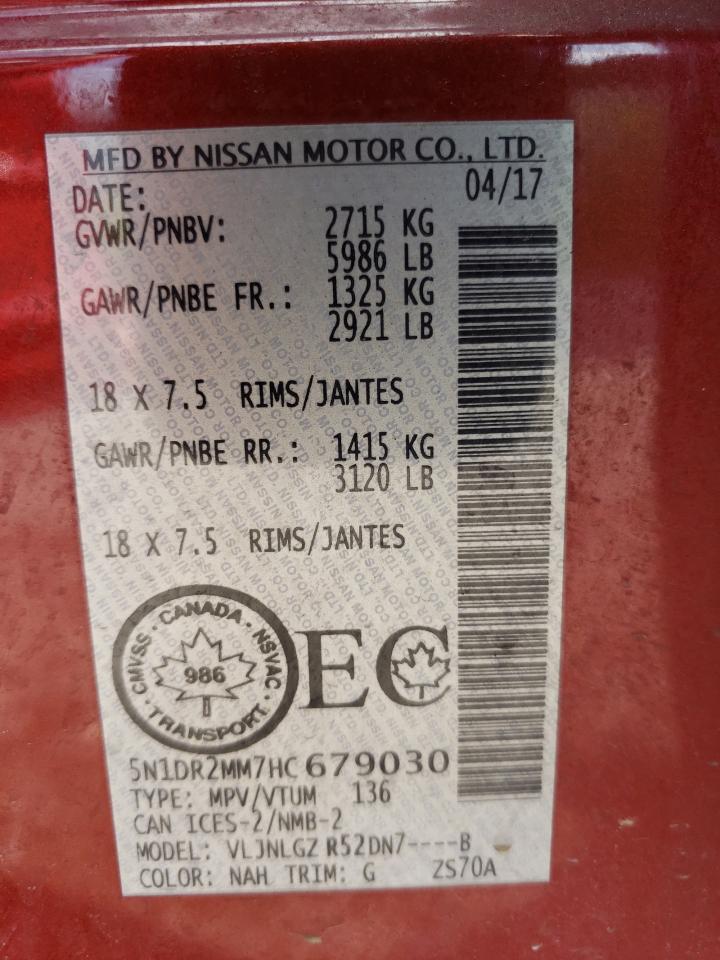 MFD BY NISSAN MOTOR CO., LTD.
DATE: 04/17
GVWR/PNBV: 2715 KG
5986 LB
GAWR/PNBE FR.: 1325 KG
2921 LB
18 X 7.5 RIMS/JANTES
GAWR/PNBE RR.: 1415 KG
3120 LB
18 X 7.5 RIMS/JANTES
CMVSS · CANADA · NSVAC · TRANSPORT ·
986
EC
5N1DR2MM7HC679030
TYPE: MPV/VTUM 136
CAN ICES-2/NMB-2
MODEL: VLJNLGZ R52DN7----B
COLOR: NAH TRIM: G ZS70A